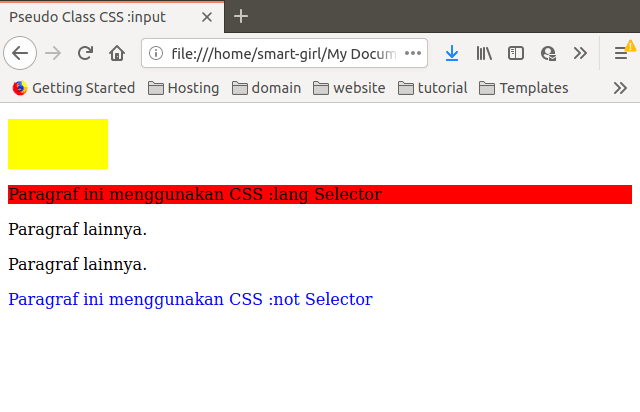 Pseudo Class CSS :input
file:///home/smart-girl/My Docum
Getting Started Hosting domain website tutorial Templates
Paragraf ini menggunakan CSS :lang Selector
Paragraf lainnya.
Paragraf lainnya.
Paragraf ini menggunakan CSS :not Selector